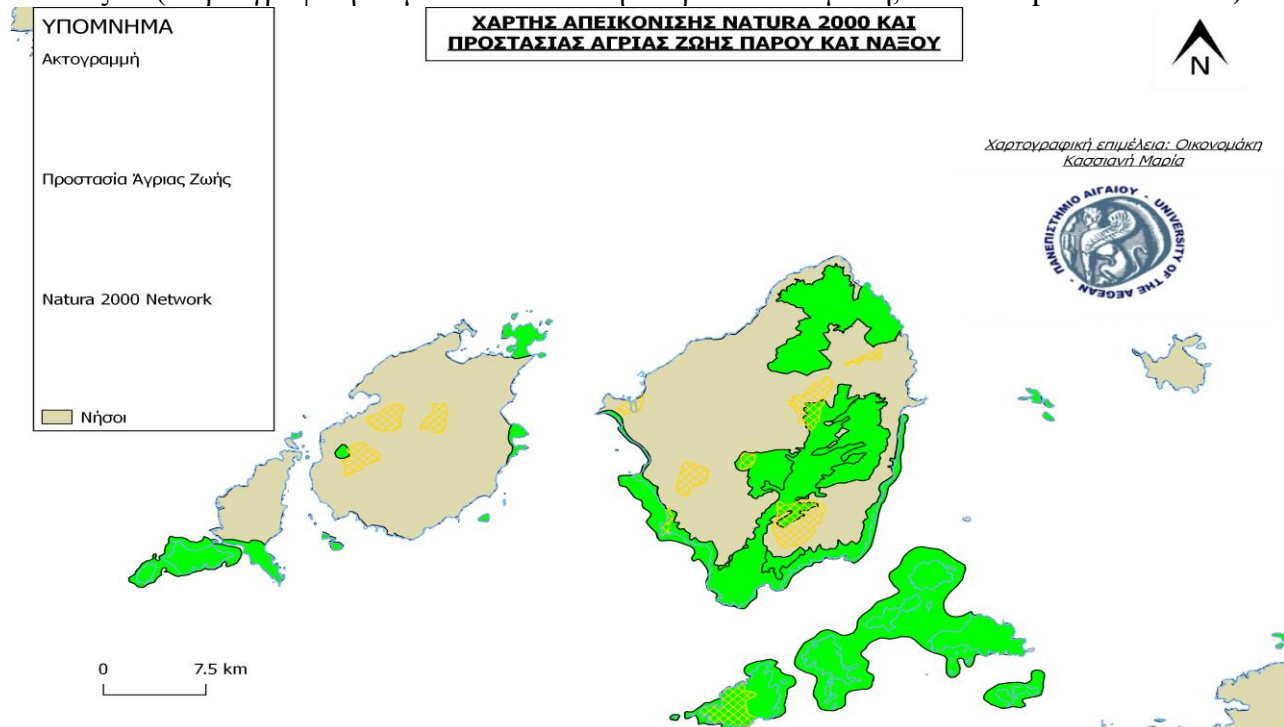 ΥΠΟΜΝΗΜΑ
Ακτογραμμή
Προστασία Άγριας Ζωής
Natura 2000 Network
Νήσοι
ΧΑΡΤΗΣ ΑΠΕΙΚΟΝΙΣΗΣ NATURA 2000 ΚΑΙ
ΠΡΟΣΤΑΣΙΑΣ ΑΓΡΙΑΣ ΖΩΗΣ ΠΑΡΟΥ ΚΑΙ ΝΑΞΟΥ
N
Χαρτογραφική επιμέλεια: Οικονομάκη
Κασσιανή Μαρία
ΠΑΝΕΠΙΣΤΗΜΙΟ ΑΙΓΑΙΟΥ - UNIVERSITY OF THE AEGEAN -
0 7.5 km